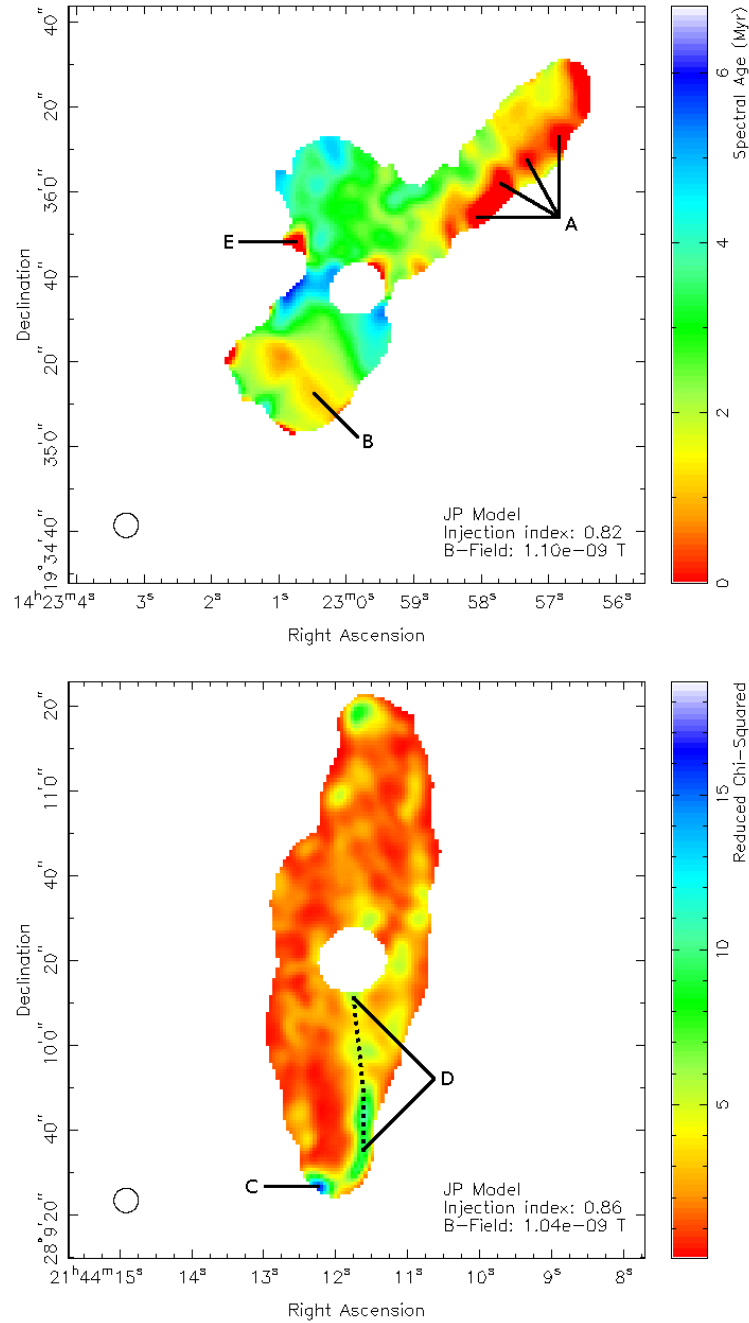 40"
20"
36'0"
40"
20"
35'0"
40"
19° 34'20"
Declination
A
E
B
JP Model
Injection index: 0.82
B-Field: 1.10e-09 T
14ʰ23ᵐ4ˢ 3ˢ 2ˢ 1ˢ 23ᵐ0ˢ 59ˢ 58ˢ 57ˢ 56ˢ
Right Ascension
0 2 4 6
Spectral Age (Myr)
20"
11'0"
40"
20"
10'0"
40"
28° 9'20"
Declination
D
C
JP Model
Injection index: 0.86
B-Field: 1.04e-09 T
21ʰ44ᵐ15ˢ 14ˢ 13ˢ 12ˢ 11ˢ 10ˢ 9ˢ 8ˢ
Right Ascension
5 10 15
Reduced Chi-Squared